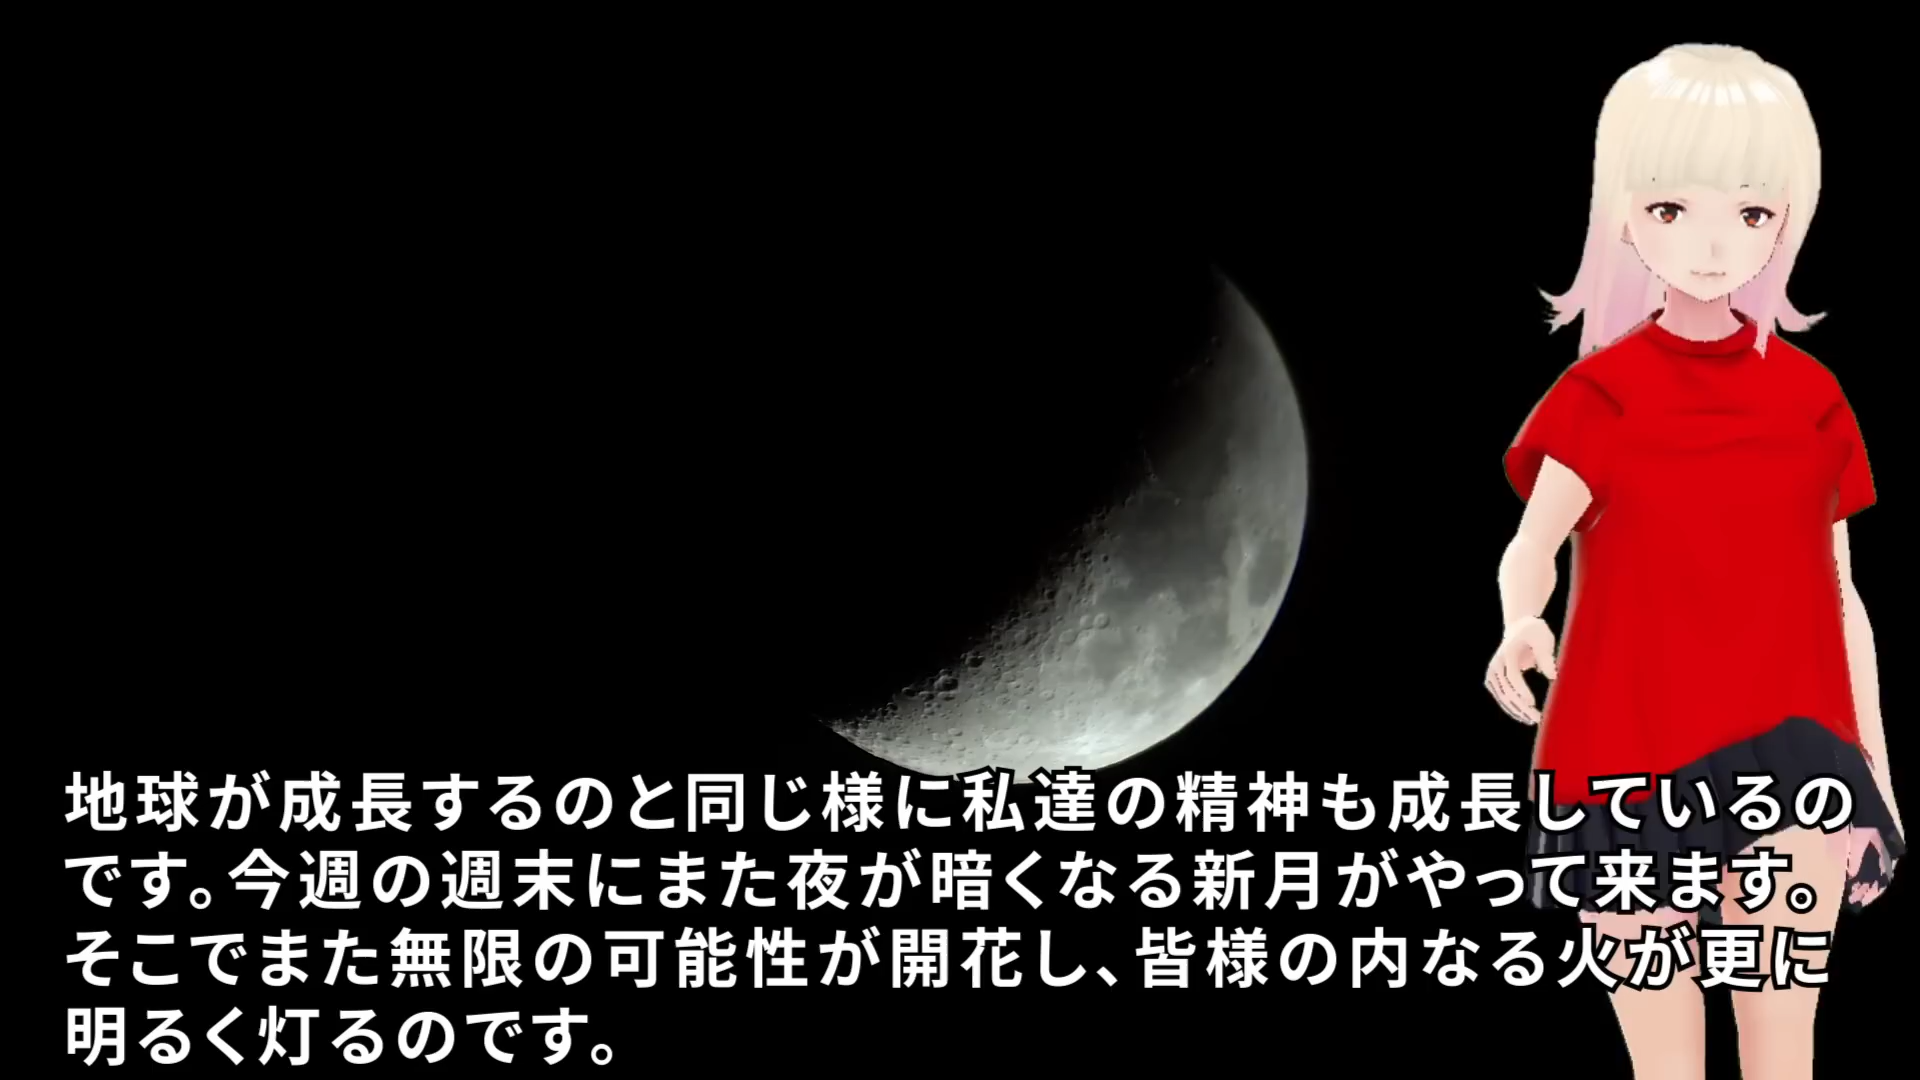 地球が成長するのと同じ様に私達の精神も成長しているの
です。今週の週末にまた夜が暗くなる新月がやって来ます。
そこでまた無限の可能性が開花し、皆様の内なる火が更に
明るく灯るのです。